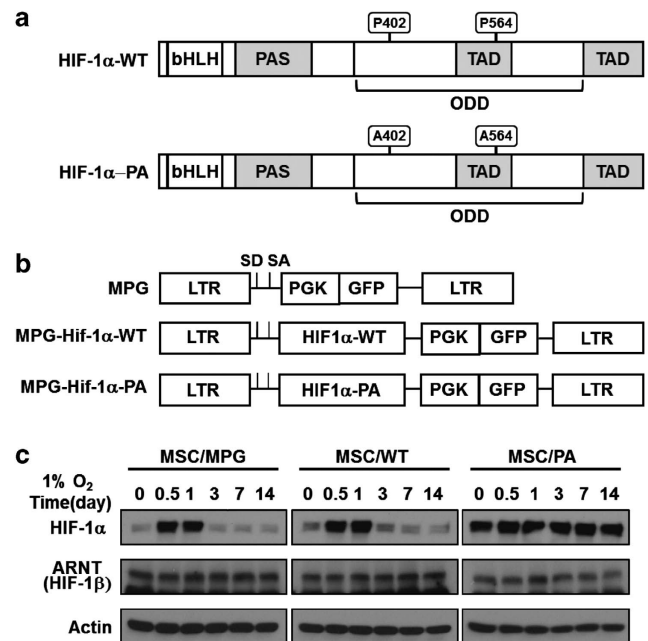 a
P402 P564
HIF-1α-WT bHLH PAS TAD TAD
ODD
A402 A564
HIF-1α–PA bHLH PAS TAD TAD
ODD
b
SD SA
MPG LTR PGK GFP LTR
MPG-Hif-1α-WT LTR HIF1α-WT PGK GFP LTR
MPG-Hif-1α-PA LTR HIF1α-PA PGK GFP LTR
c
MSC/MPG MSC/WT MSC/PA
1% O₂
Time(day) 0 0.5 1 3 7 14 0 0.5 1 3 7 14 0 0.5 1 3 7 14
HIF-1α
ARNT
(HIF-1β)
Actin